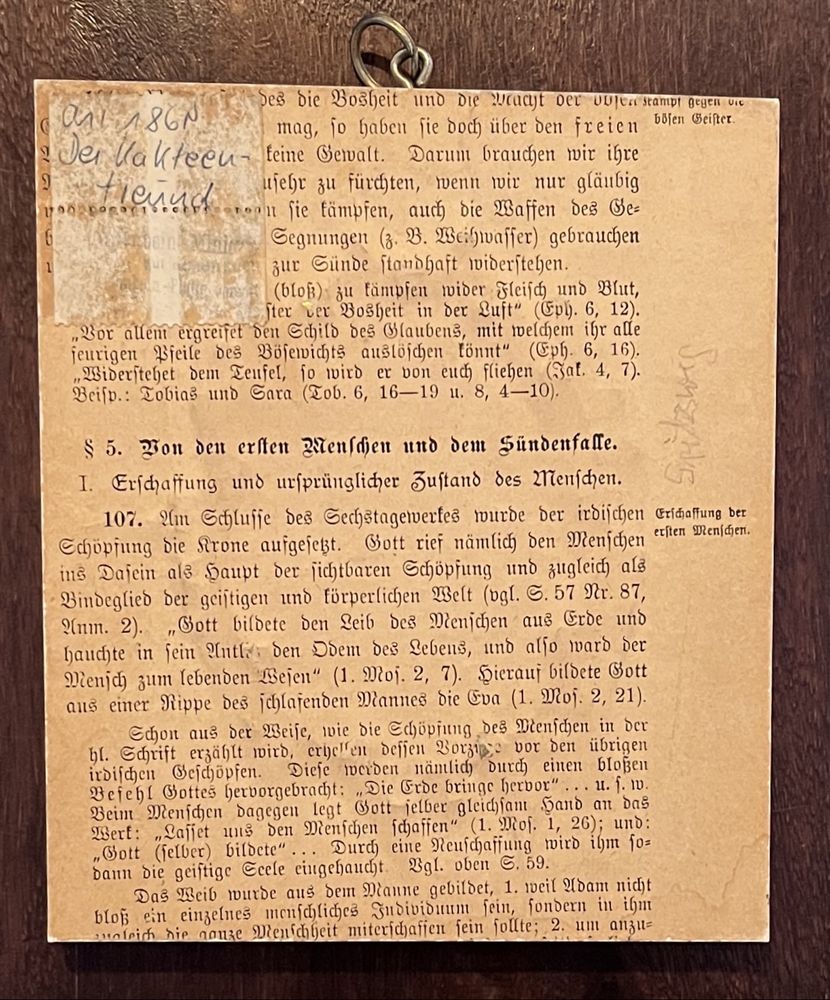 Der Kakteen-
freund
des die Bosheit und die Macht der bösen
mag, ſo haben ſie doch über den freien
keine Gewalt. Darum brauchen wir ihre
uſehr zu fürchten, wenn wir nur gläubig
n ſie kämpfen, auch die Waffen des Ge⸗
Segnungen (z. B. Weihwaſſer) gebrauchen
zur Sünde ſtandhaft widerſtehen.
(bloß) zu kämpfen wider Fleiſch und Blut,
ſter der Bosheit in der Luft“ (Eph. 6, 12).
„Vor allem ergreifet den Schild des Glaubens, mit welchem ihr alle
feurigen Pfeile des Böſewichts auslöſchen könnt“ (Eph. 6, 16).
„Widerſtehet dem Teufel, ſo wird er von euch fliehen (Jak. 4, 7).
Beiſp.: Tobias und Sara (Tob. 6, 16—19 u. 8, 4—10).
Kampf gegen die
böſen Geiſter.
Spitzweg
§ 5. Von den erſten Menſchen und dem Sündenfalle.
I. Erſchaffung und urſprünglicher Zuſtand des Menſchen.
107. Am Schluſſe des Sechstagewerkes wurde der irdiſchen
Schöpfung die Krone aufgeſetzt. Gott rief nämlich den Menſchen
ins Daſein als Haupt der ſichtbaren Schöpfung und zugleich als
Bindeglied der geiſtigen und körperlichen Welt (vgl. S. 57 Nr. 87,
Anm. 2). „Gott bildete den Leib des Menſchen aus Erde und
hauchte in ſein Antl. den Odem des Lebens, und alſo ward der
Menſch zum lebenden Weſen“ (1. Moſ. 2, 7). Hierauf bildete Gott
aus einer Rippe des ſchlafenden Mannes die Eva (1. Moſ. 2, 21).
Erſchaffung der
erſten Menſchen.
Schon aus der Weiſe, wie die Schöpfung des Menſchen in der
hl. Schrift erzählt wird, erhellen deſſen Vorzüge vor den übrigen
irdiſchen Geſchöpfen. Dieſe werden nämlich durch einen bloßen
Befehl Gottes hervorgebracht: „Die Erde bringe hervor“ ... u. ſ. w.
Beim Menſchen dagegen legt Gott ſelber gleichſam Hand an das
Werk: „Laſſet uns den Menſchen ſchaffen“ (1. Moſ. 1, 26); und:
„Gott (ſelber) bildete“ ... Durch eine Neuſchaffung wird ihm ſo⸗
dann die geiſtige Seele eingehaucht Vgl. oben S. 59.
Das Weib wurde aus dem Manne gebildet, 1. weil Adam nicht
bloß ein einzelnes menſchliches Individuum ſein, ſondern in ihm
zugleich die ganze Menſchheit miterſchaffen ſein ſollte; 2. um anzu⸗